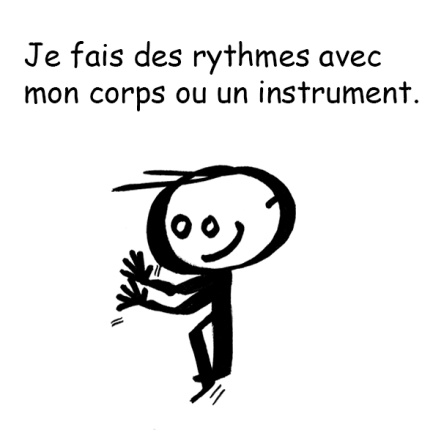 Je fais des rythmes avec
mon corps ou un instrument.